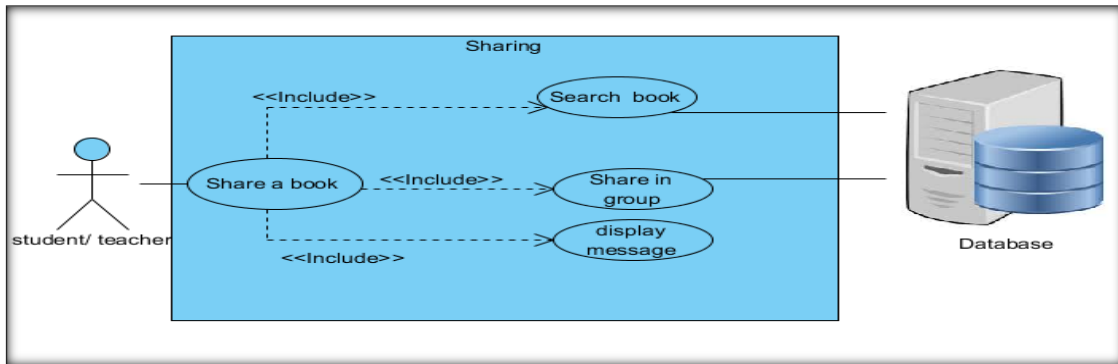 Sharing
<<Include>>
Search  book
Share a book
<<Include>>
Share in
group
student/ teacher
<<Include>>
display
message
Database